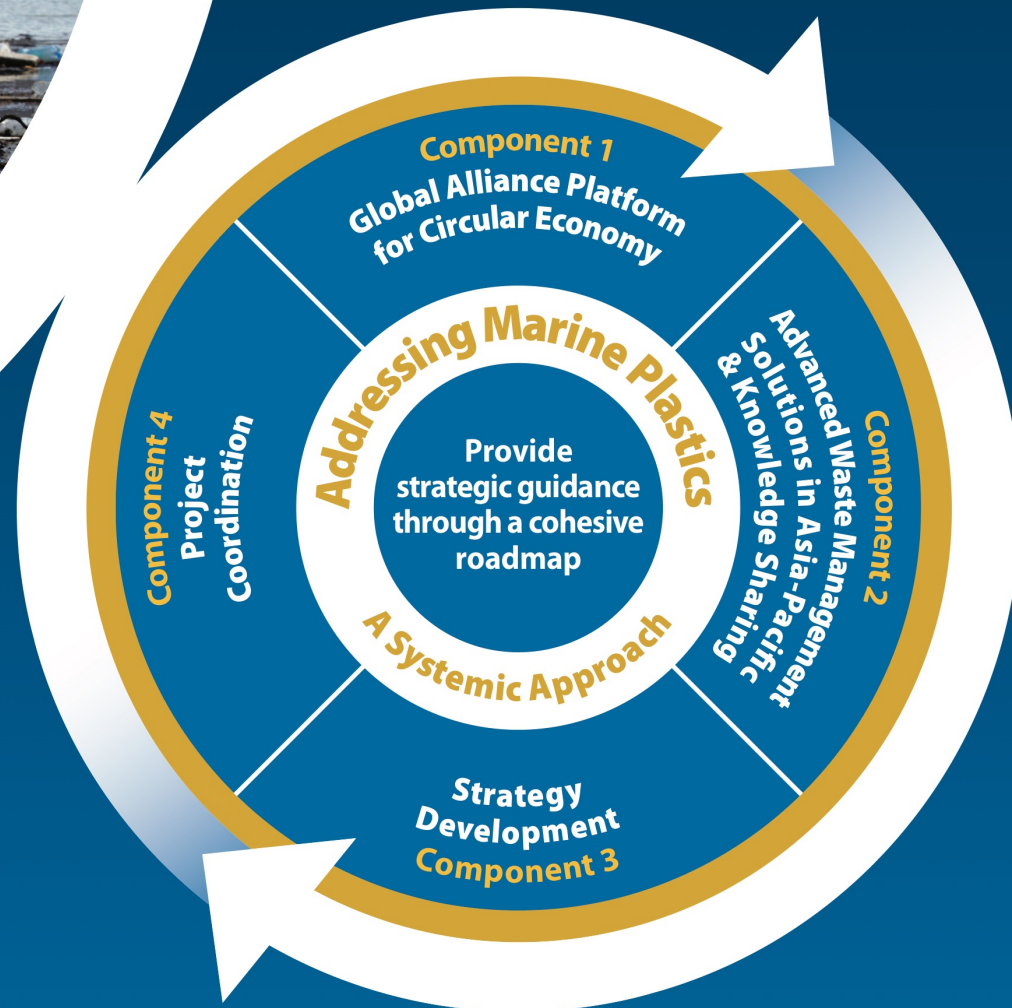 Component 1
Global Alliance Platform
for Circular Economy
Component 2
Advanced Waste Management
Solutions in Asia-Pacific
& Knowledge Sharing
Strategy
Development
Component 3
Component 4
Project
Coordination
Addressing Marine Plastics
A Systemic Approach
Provide
strategic guidance
through a cohesive
roadmap